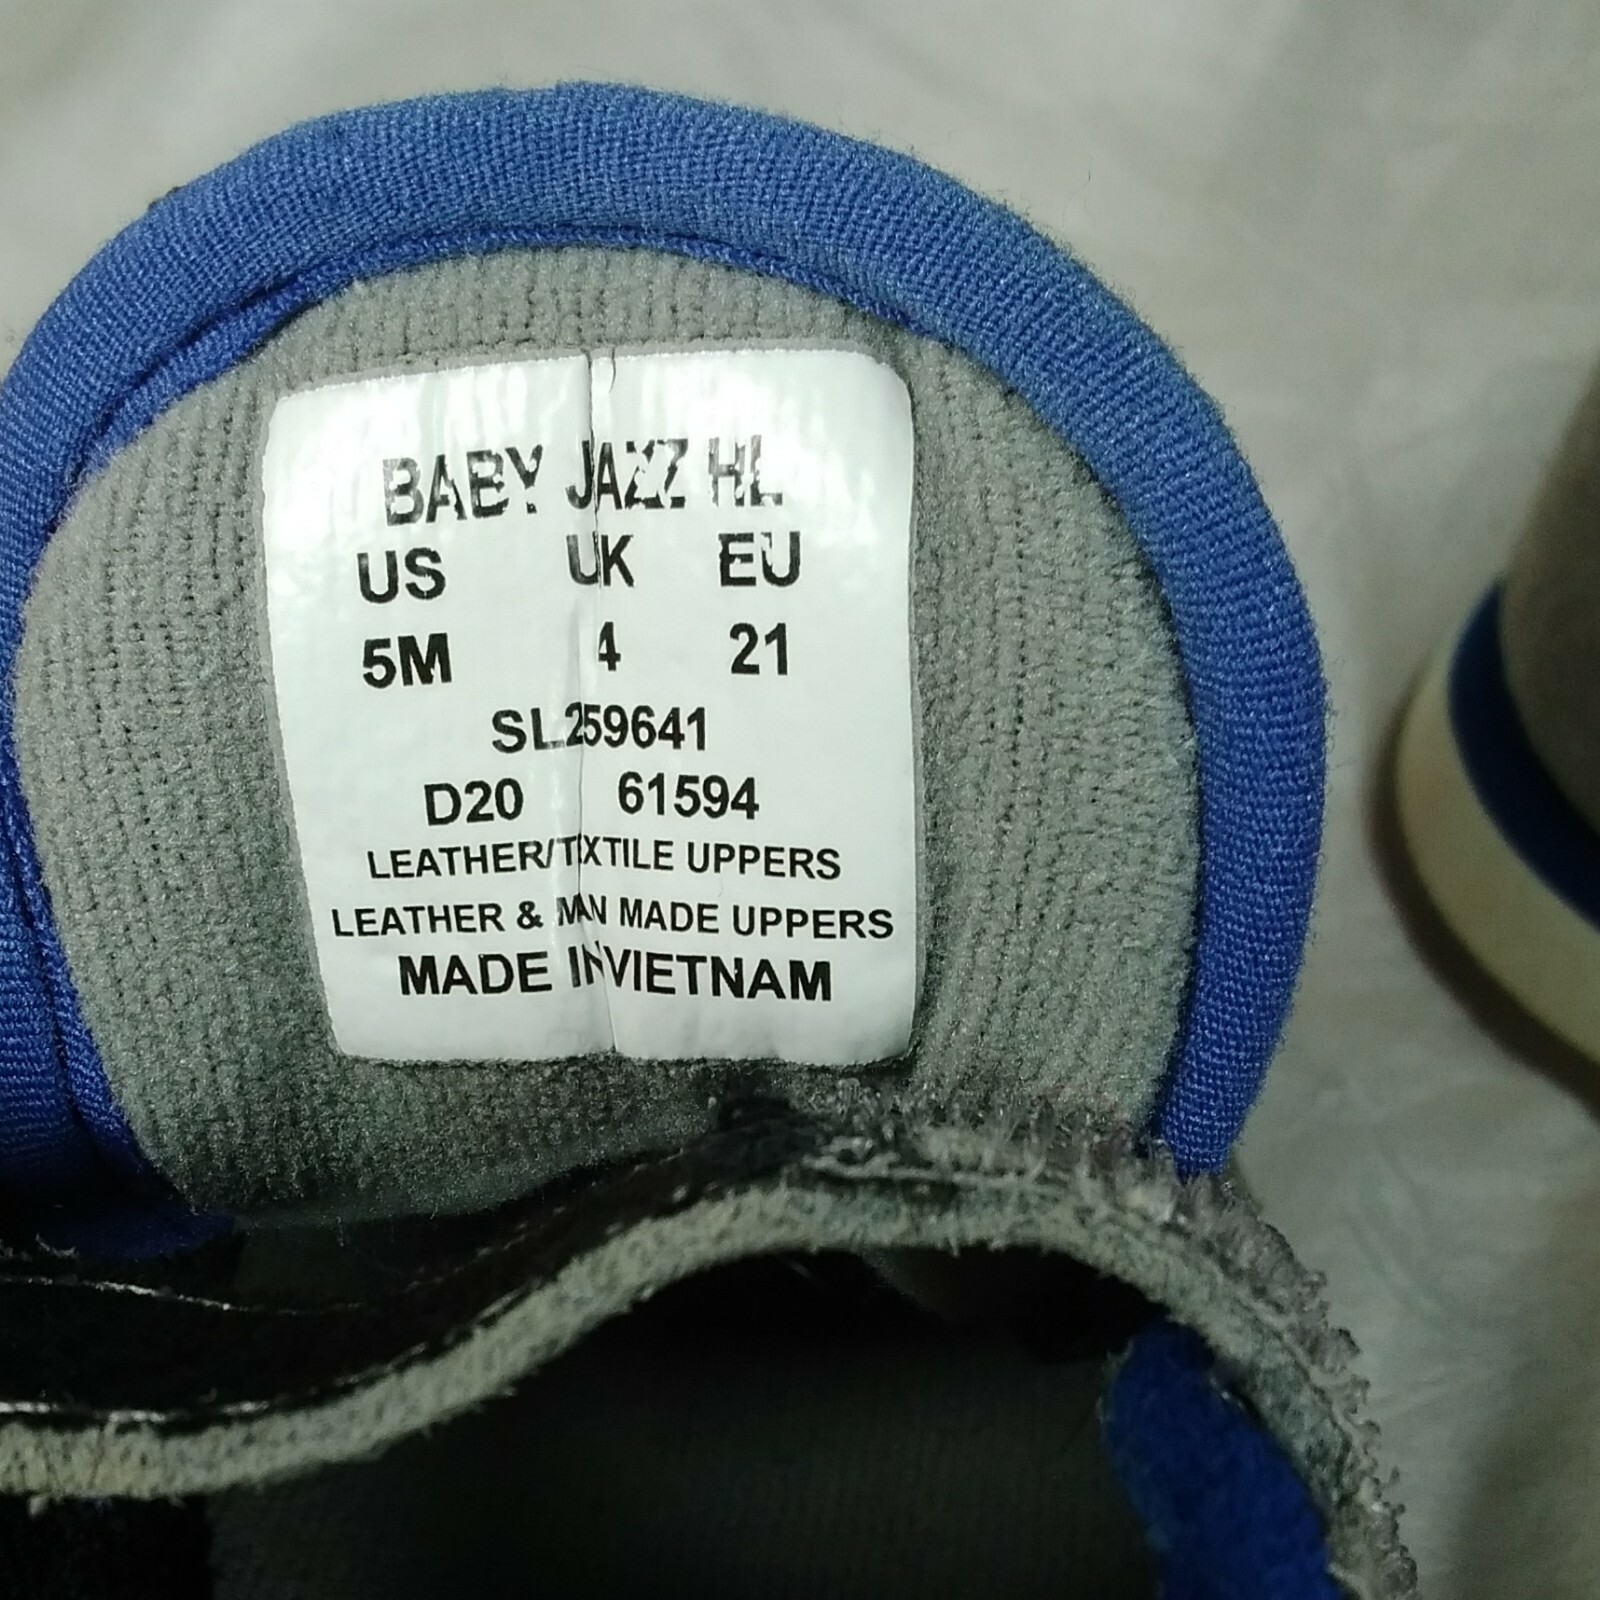 BABY JAZZ HL
US UK EU
5M 4 21
SL259641
D20 61594
LEATHER/TEXTILE UPPERS
LEATHER & MAN MADE UPPERS
MADE IN VIETNAM